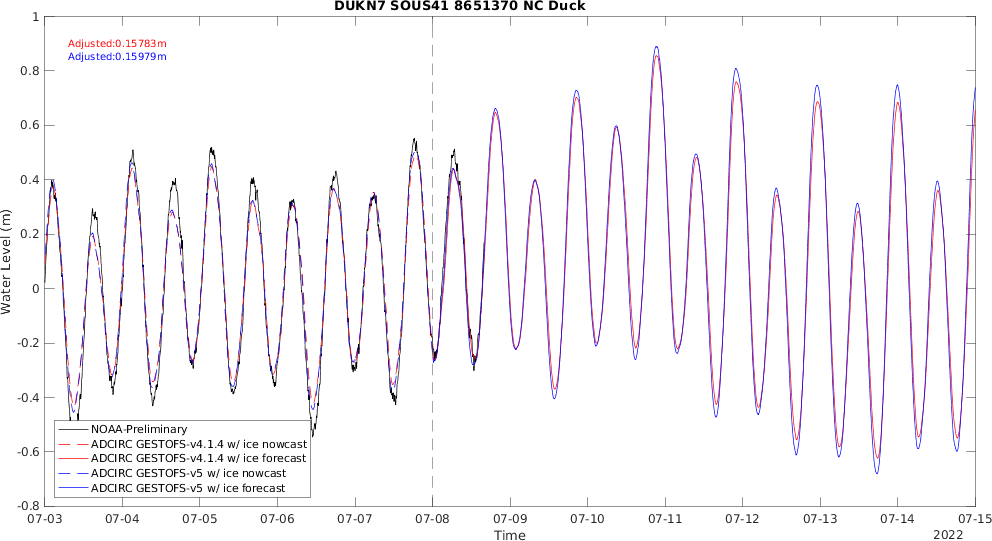 DUKN7 SOUS41 8651370 NC Duck
Adjusted:0.15783m
Adjusted:0.15979m
Water Level (m)
1
0.8
0.6
0.4
0.2
0
-0.2
-0.4
-0.6
-0.8
NOAA-Preliminary
ADCIRC GESTOFS-v4.1.4 w/ ice nowcast
ADCIRC GESTOFS-v4.1.4 w/ ice forecast
ADCIRC GESTOFS-v5 w/ ice nowcast
ADCIRC GESTOFS-v5 w/ ice forecast
07-03 07-04 07-05 07-06 07-07 07-08 07-09 07-10 07-11 07-12 07-13 07-14 07-15
Time
2022